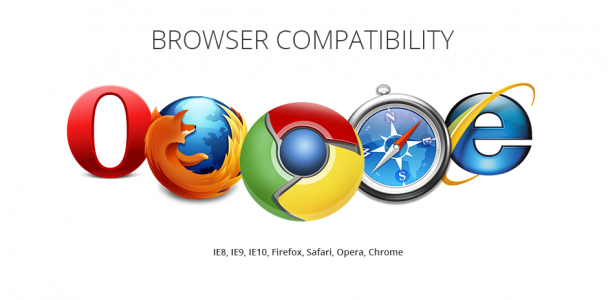 BROWSER COMPATIBILITY
N
S
IE8, IE9, IE10, Firefox, Safari, Opera, Chrome